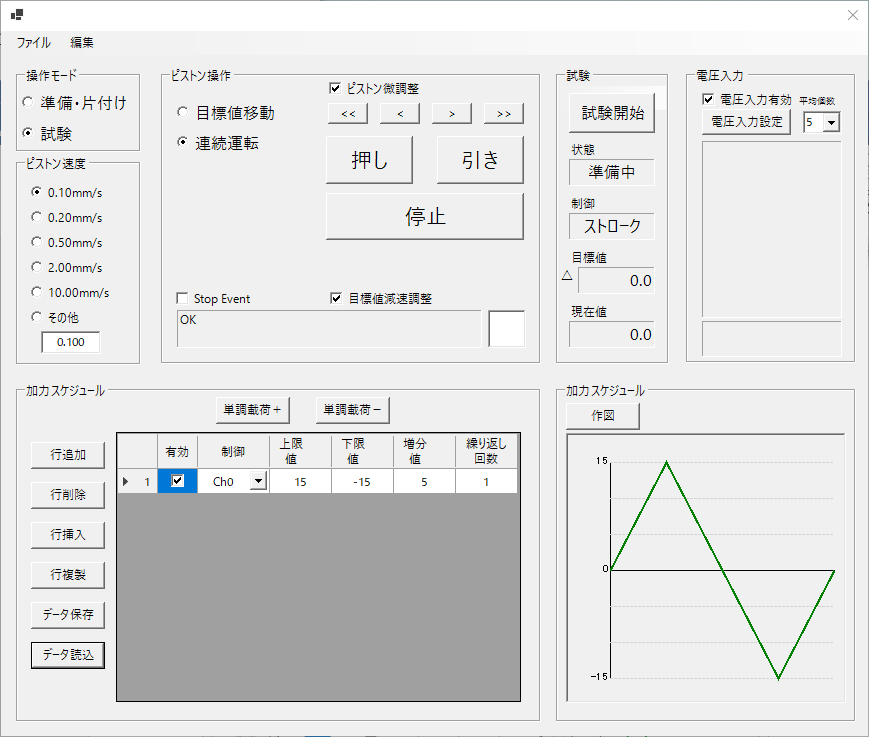 ファイル 編集
操作モード
準備・片付け
試験
ピストン速度
0.10mm/s
0.20mm/s
0.50mm/s
2.00mm/s
10.00mm/s
その他
0.100
ピストン操作
目標値移動
連続運転
ピストン微調整
<< < > >>
押し 引き
停止
Stop Event
目標値減速調整
OK
試験
試験開始
状態
準備中
制御
ストローク
目標値
△ 0.0
現在値
0.0
電圧入力
電圧入力有効 平均個数
電圧入力設定 5
加力スケジュール
単調載荷+ 単調載荷-
行追加
行削除
行挿入
行複製
データ保存
データ読込
有効 制御 上限値 下限値 増分値 繰り返し回数
1 Ch0 15 -15 5 1
加力スケジュール
作図
15
0
-15